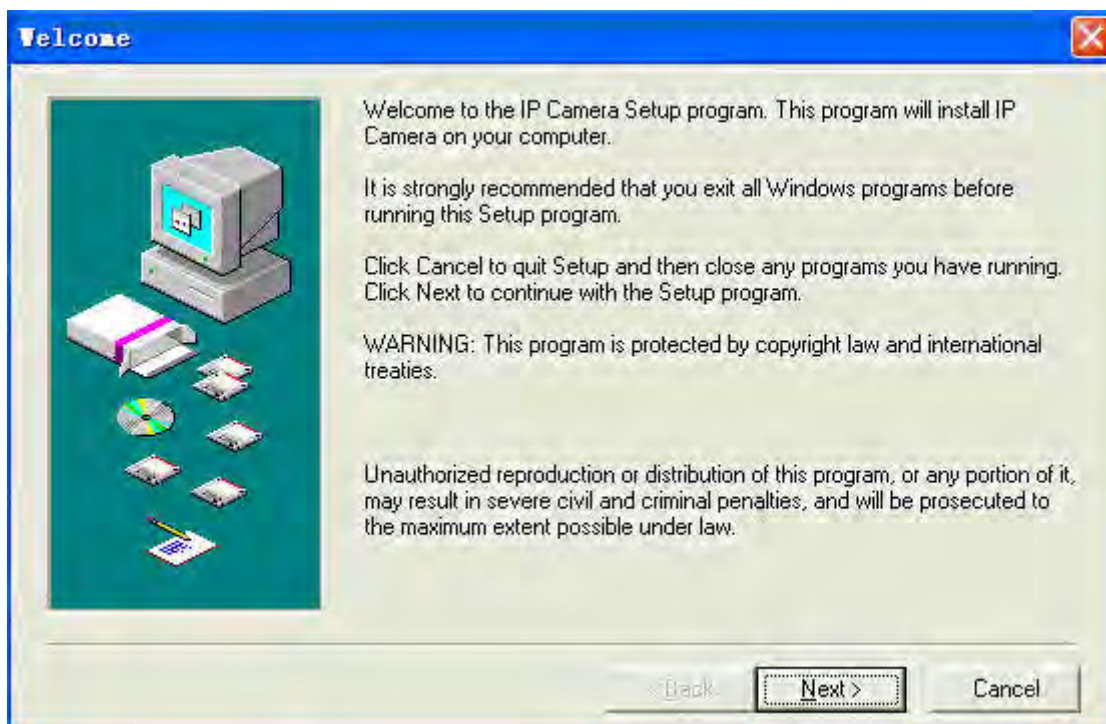 Welcome
Welcome to the IP Camera Setup program. This program will install IP
Camera on your computer.
It is strongly recommended that you exit all Windows programs before
running this Setup program.
Click Cancel to quit Setup and then close any programs you have running.
Click Next to continue with the Setup program.
WARNING: This program is protected by copyright law and international
treaties.
Unauthorized reproduction or distribution of this program, or any portion of it,
may result in severe civil and criminal penalties, and will be prosecuted to
the maximum extent possible under law.
< Back
Next >
Cancel